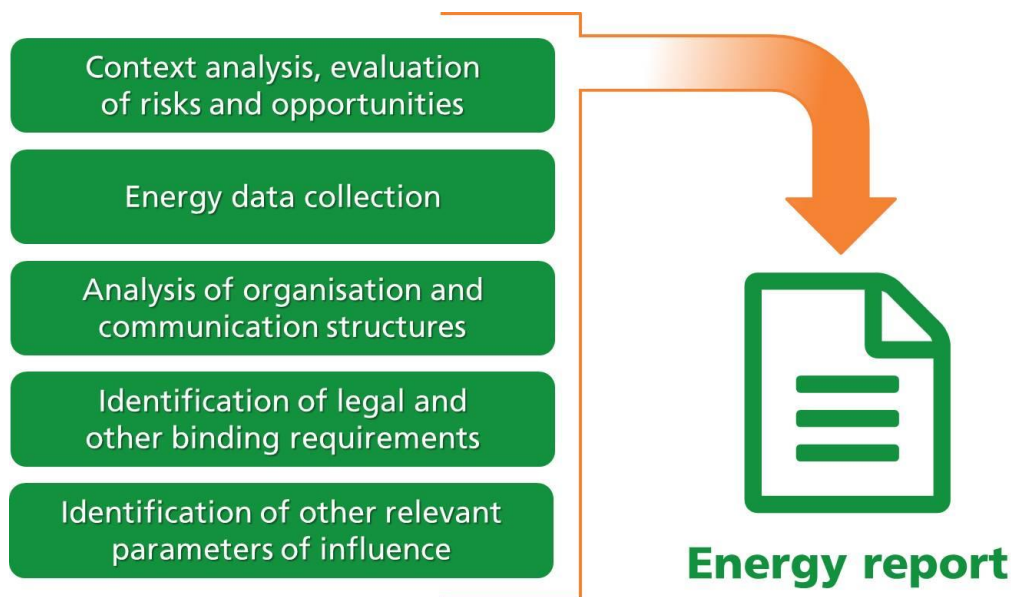 Context analysis, evaluation
of risks and opportunities
Energy data collection
Analysis of organisation and
communication structures
Identification of legal and
other binding requirements
Identification of other relevant
parameters of influence
Energy report